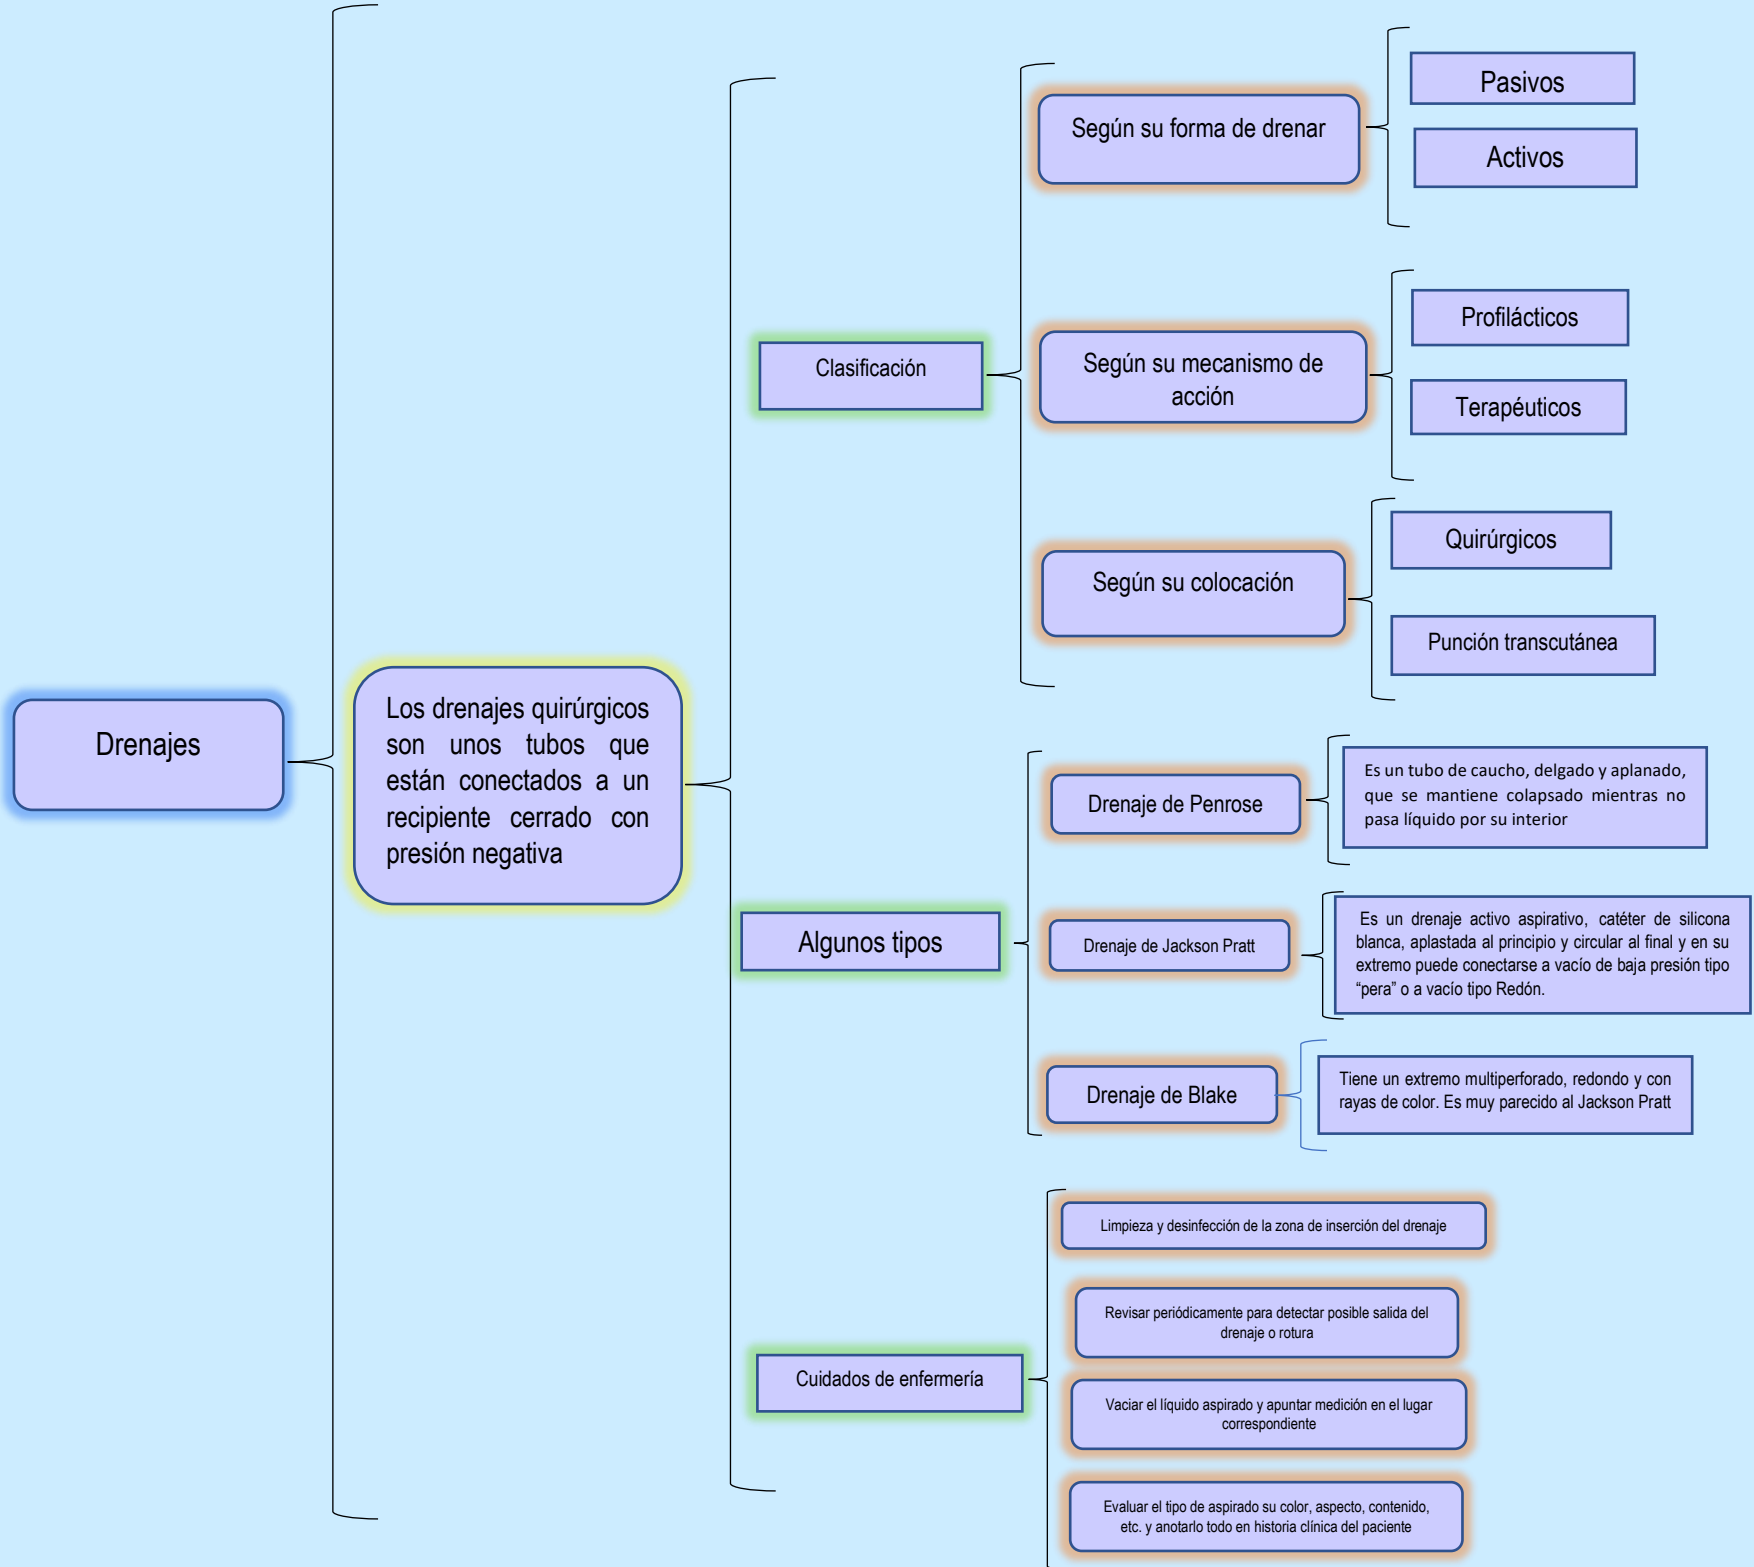 Drenajes
Los drenajes quirúrgicos
son unos tubos que
están conectados a un
recipiente cerrado con
presión negativa
Clasificación
Según su forma de drenar
Pasivos
Activos
Según su mecanismo de
acción
Profilácticos
Terapéuticos
Según su colocación
Quirúrgicos
Punción transcutánea
Algunos tipos
Drenaje de Penrose
Es un tubo de caucho, delgado y aplanado,
que se mantiene colapsado mientras no
pasa líquido por su interior
Drenaje de Jackson Pratt
Es un drenaje activo aspirativo, catéter de silicona
blanca, aplastada al principio y circular al final y en su
extremo puede conectarse a vacío de baja presión tipo
“pera” o a vacío tipo Redón.
Drenaje de Blake
Tiene un extremo multiperforado, redondo y con
rayas de color. Es muy parecido al Jackson Pratt
Cuidados de enfermería
Limpieza y desinfección de la zona de inserción del drenaje
Revisar periódicamente para detectar posible salida del
drenaje o rotura
Vaciar el líquido aspirado y apuntar medición en el lugar
correspondiente
Evaluar el tipo de aspirado su color, aspecto, contenido,
etc. y anotarlo todo en historia clínica del paciente